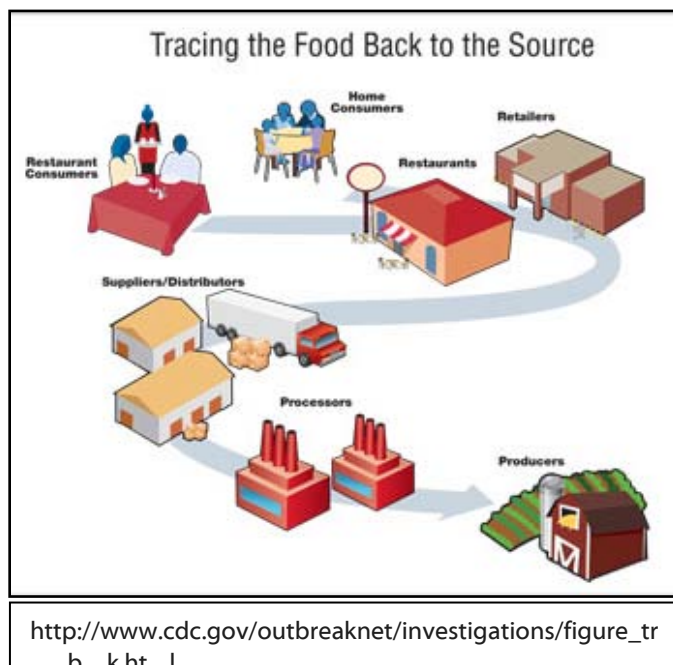 Tracing the Food Back to the Source
Home
Consumers
Retailers
Restaurant
Consumers
Restaurants
Suppliers/Distributors
Processors
Producers
http://www.cdc.gov/outbreaknet/investigations/figure_tr